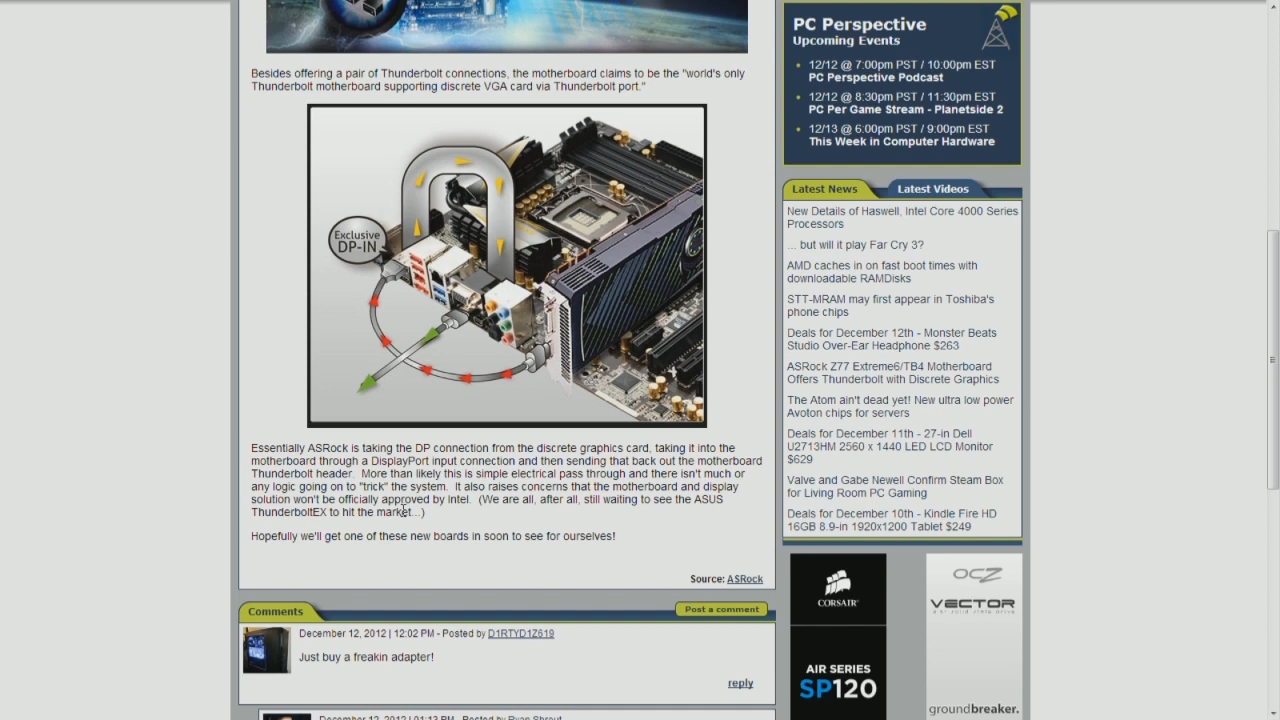 Besides offering a pair of Thunderbolt connections, the motherboard claims to be the "world's only
Thunderbolt motherboard supporting discrete VGA card via Thunderbolt port."
Exclusive
DP-IN
Essentially ASRock is taking the DP connection from the discrete graphics card, taking it into the
motherboard through a DisplayPort input connection and then sending that back out the motherboard
Thunderbolt header.  More than likely this is simple electrical pass through and there isn't much or
any logic going on to "trick" the system.  It also raises concerns that the motherboard and display
solution won't be officially approved by Intel.  (We are all, after all, still waiting to see the ASUS
ThunderboltEX to hit the market...)
Hopefully we'll get one of these new boards in soon to see for ourselves!
Source: ASRock
Comments
Post a comment
December 12, 2012 | 12:02 PM - Posted by D1RTYD1Z619
Just buy a freakin adapter!
reply
December 12, 2012 | 01:13 PM - Posted by Ryan Shrout
PC Perspective
Upcoming Events
12/12 @ 7:00pm PST / 10:00pm EST
PC Perspective Podcast
12/12 @ 8:30pm PST / 11:30pm EST
PC Per Game Stream - Planetside 2
12/13 @ 6:00pm PST / 9:00pm EST
This Week in Computer Hardware
Latest News
Latest Videos
New Details of Haswell, Intel Core 4000 Series
Processors
... but will it play Far Cry 3?
AMD caches in on fast boot times with
downloadable RAMDisks
STT-MRAM may first appear in Toshiba's
phone chips
Deals for December 12th - Monster Beats
Studio Over-Ear Headphone $263
ASRock Z77 Extreme6/TB4 Motherboard
Offers Thunderbolt with Discrete Graphics
The Atom ain't dead yet! New ultra low power
Avoton chips for servers
Deals for December 11th - 27-in Dell
U2713HM 2560 x 1440 LED LCD Monitor
$629
Valve and Gabe Newell Confirm Steam Box
for Living Room PC Gaming
Deals for December 10th - Kindle Fire HD
16GB 8.9-in 1920x1200 Tablet $249
CORSAIR
AIR SERIES
SP120
OCZ
VECTOR
groundbreaker.